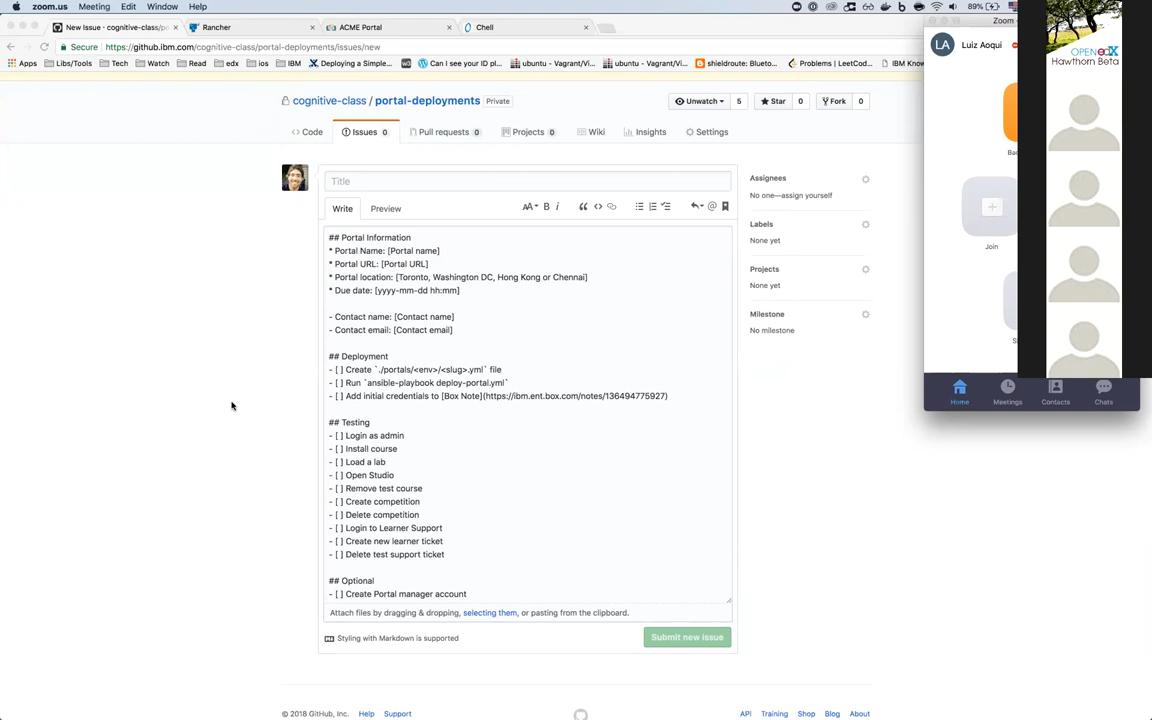 zoom.us Meeting Edit Window Help 89%
New Issue · cognitive-class/po Rancher ACME Portal Chell
Secure https://github.ibm.com/cognitive-class/portal-deployments/issues/new
Apps Libs/Tools Tech Watch Read edx ios IBM Deploying a Simple... Can I see your ID pl... ubuntu - Vagrant/Vag ubuntu - Vagrant/Vag shieldroute: Bluetoo... Problems | LeetCod... IBM Know
cognitive-class / portal-deployments Private
Unwatch 5 Star 0 Fork 0
Code Issues 0 Pull requests 0 Projects 0 Wiki Insights Settings
Title
Write Preview
AA B i
## Portal Information
* Portal Name: [Portal name]
* Portal URL: [Portal URL]
* Portal location: [Toronto, Washington DC, Hong Kong or Chennai]
* Due date: [yyyy-mm-dd hh:mm]
- Contact name: [Contact name]
- Contact email: [Contact email]
## Deployment
- [ ] Create `./portals/<env>/<slug>.yml` file
- [ ] Run `ansible-playbook deploy-portal.yml`
- [ ] Add initial credentials to [Box Note](https://ibm.ent.box.com/notes/136494775927)
## Testing
- [ ] Login as admin
- [ ] Install course
- [ ] Load a lab
- [ ] Open Studio
- [ ] Remove test course
- [ ] Create competition
- [ ] Delete competition
- [ ] Login to Learner Support
- [ ] Create new learner ticket
- [ ] Delete test support ticket
## Optional
- [ ] Create Portal manager account
Attach files by dragging & dropping, selecting them, or pasting from the clipboard.
Styling with Markdown is supported
Submit new issue
Assignees
No one—assign yourself
Labels
None yet
Projects
None yet
Milestone
No milestone
© 2018 GitHub, Inc. Help Support
API Training Shop Blog About
Zoom
LA Luiz Aoqui
Join
Home Meetings Contacts Chats
OPEN edX
Hawthorn Beta